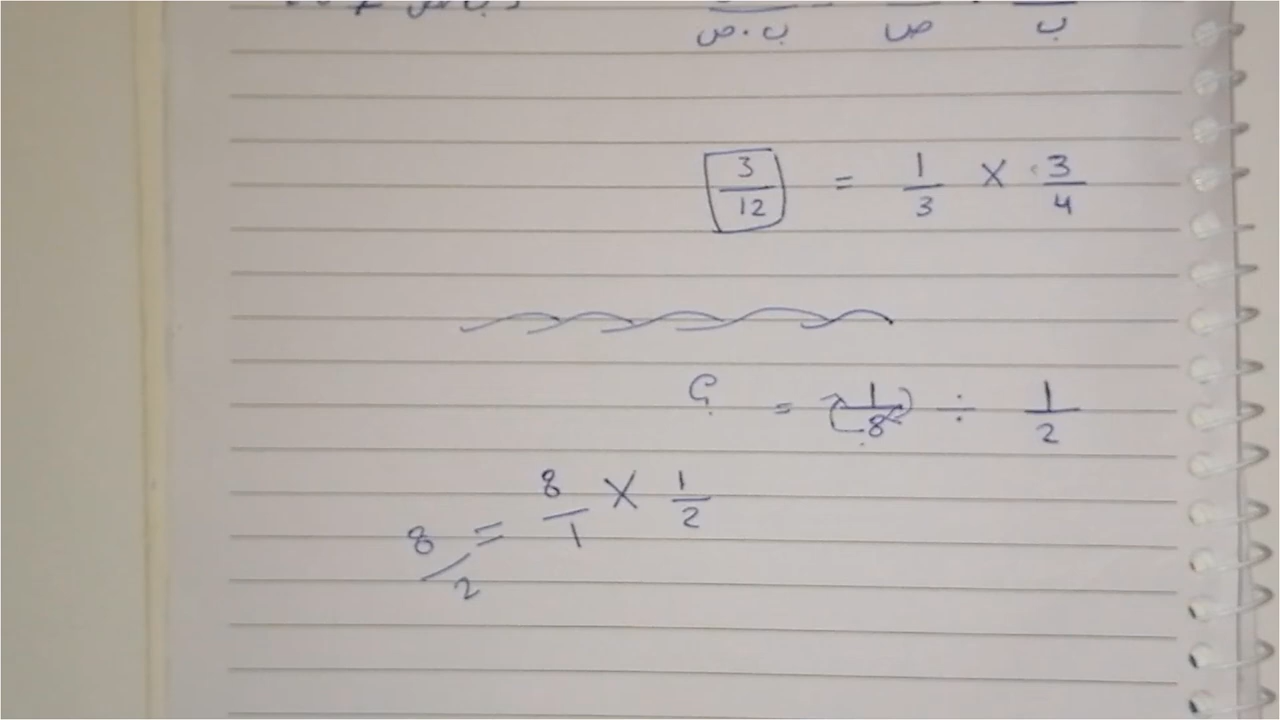 ب ص ب.ص
3/4 × 1/3 = 3/12
1/2 ÷ 1/8 = ؟
1/2 × 8/1 = 8/2